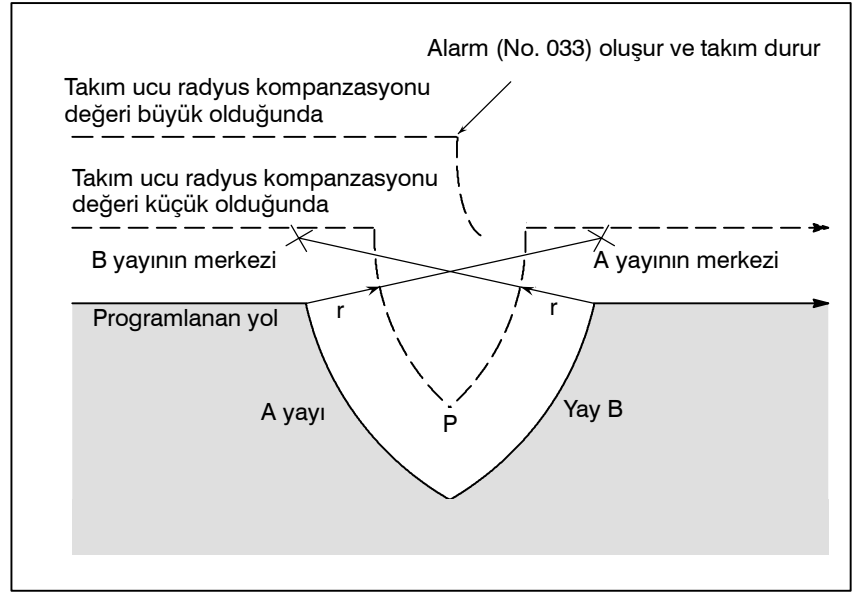 Alarm (No. 033) oluşur ve takım durur
Takım ucu radyus kompanzasyonu
değeri büyük olduğunda
Takım ucu radyus kompanzasyonu
değeri küçük olduğunda
B yayının merkezi
A yayının merkezi
Programlanan yol
r
r
A yayı
P
Yay B